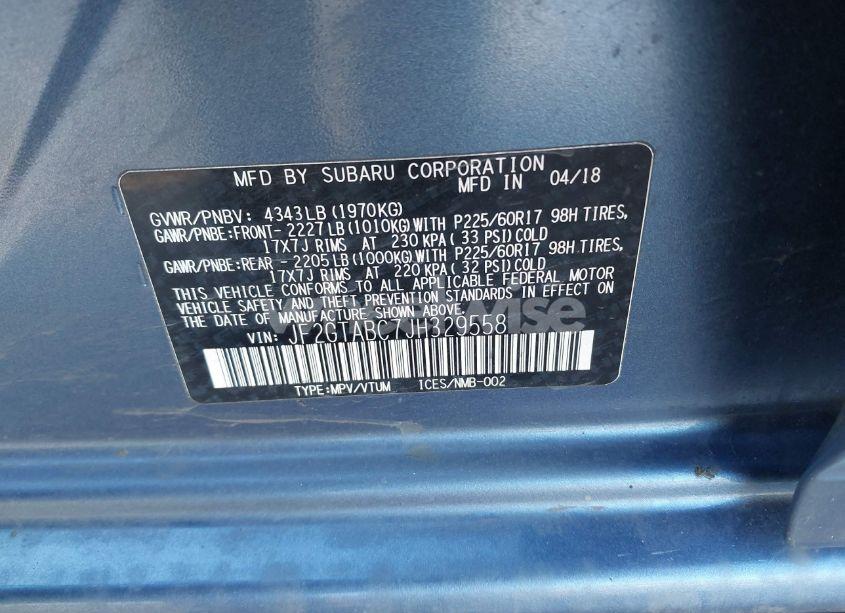 MFD BY SUBARU CORPORATION
MFD IN 04/18
GVWR/PNBV: 4343LB(1970KG)
GAWR/PNBE:FRONT-2227LB(1010KG)WITH P225/60R17 98H TIRES,
17X7J RIMS AT 230 KPA( 33 PSI)COLD
GAWR/PNBE:REAR -2205LB(1000KG)WITH P225/60R17 98H TIRES,
17X7J RIMS AT 220 KPA( 32 PSI)COLD
THIS VEHICLE CONFORMS TO ALL APPLICABLE FEDERAL MOTOR
VEHICLE SAFETY AND THEFT PREVENTION STANDARDS IN EFFECT ON
THE DATE OF MANUFACTURE SHOWN ABOVE.
VIN: JF2GTABC7JH329558
TYPE:MPV/VTUM ICES/NMB-002